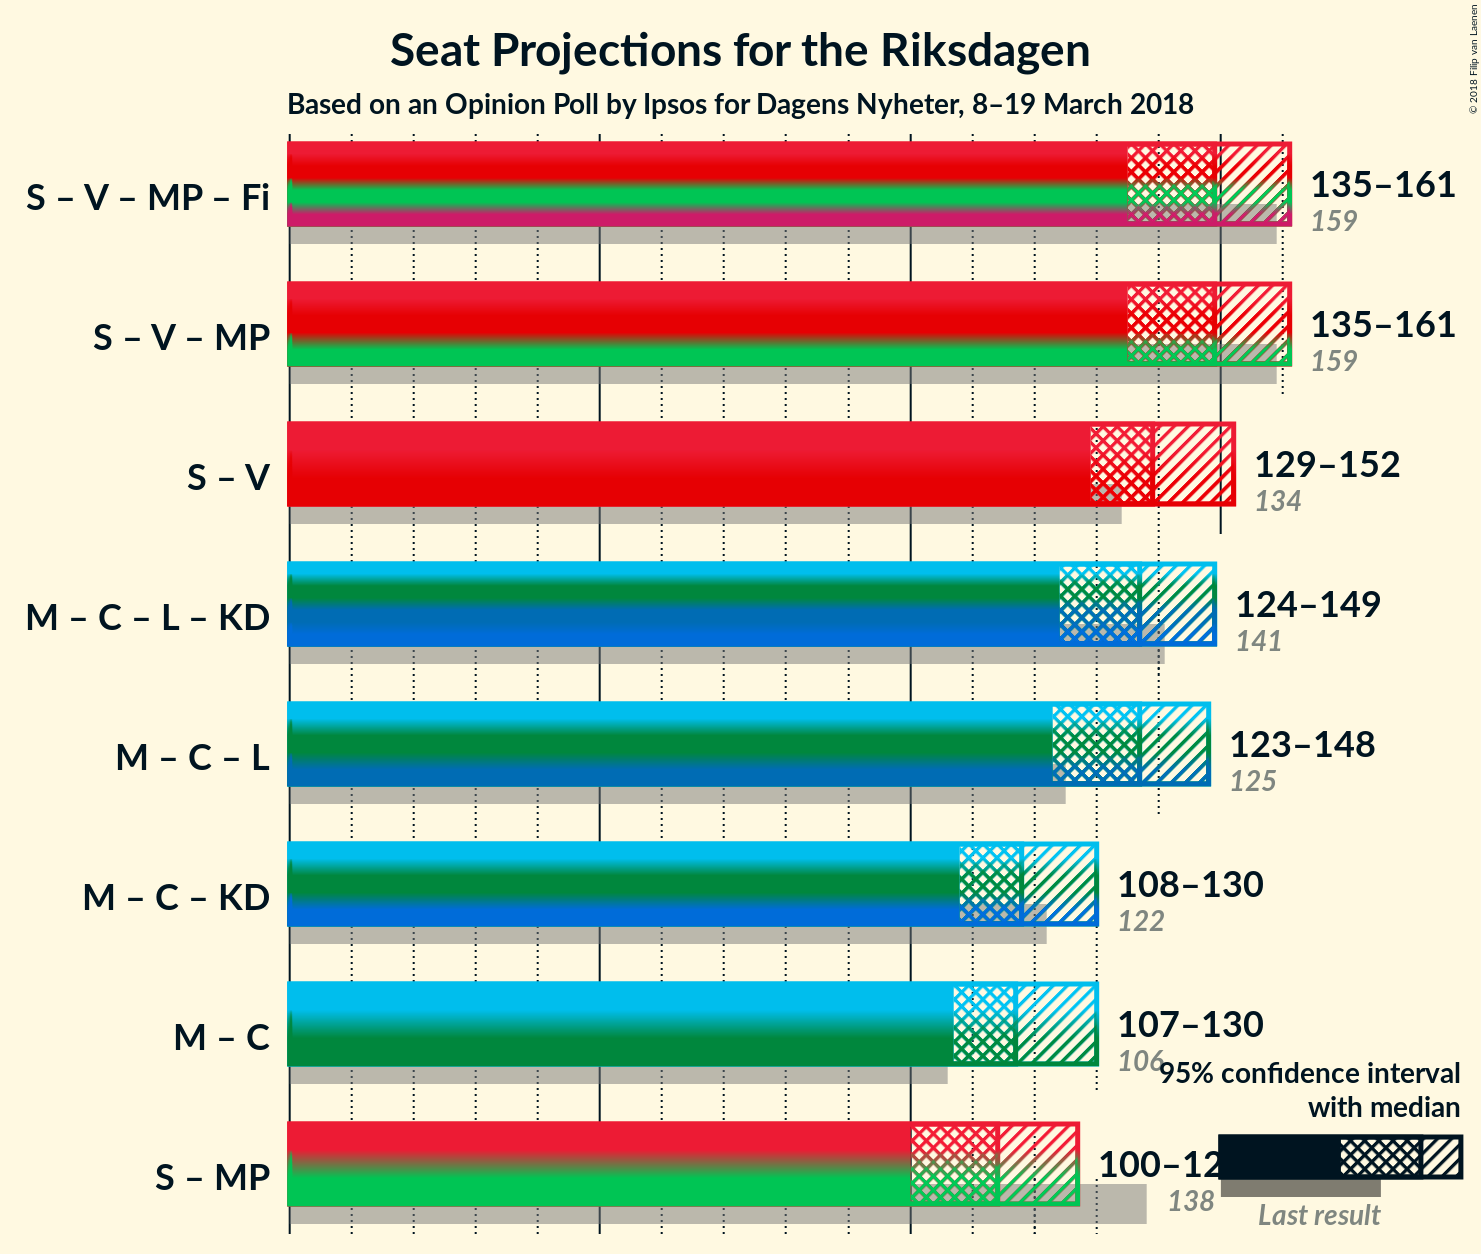 Seat Projections for the Riksdagen
Based on an Opinion Poll by Ipsos for Dagens Nyheter, 8–19 March 2018
© 2018 Filip van Laenen
S – V – MP – Fi
135–161
159
S – V – MP
135–161
159
S – V
129–152
134
M – C – L – KD
124–149
141
M – C – L
123–148
125
M – C – KD
108–130
122
M – C
107–130
106
S – MP
100–12
138
95% confidence interval
with median
Last result